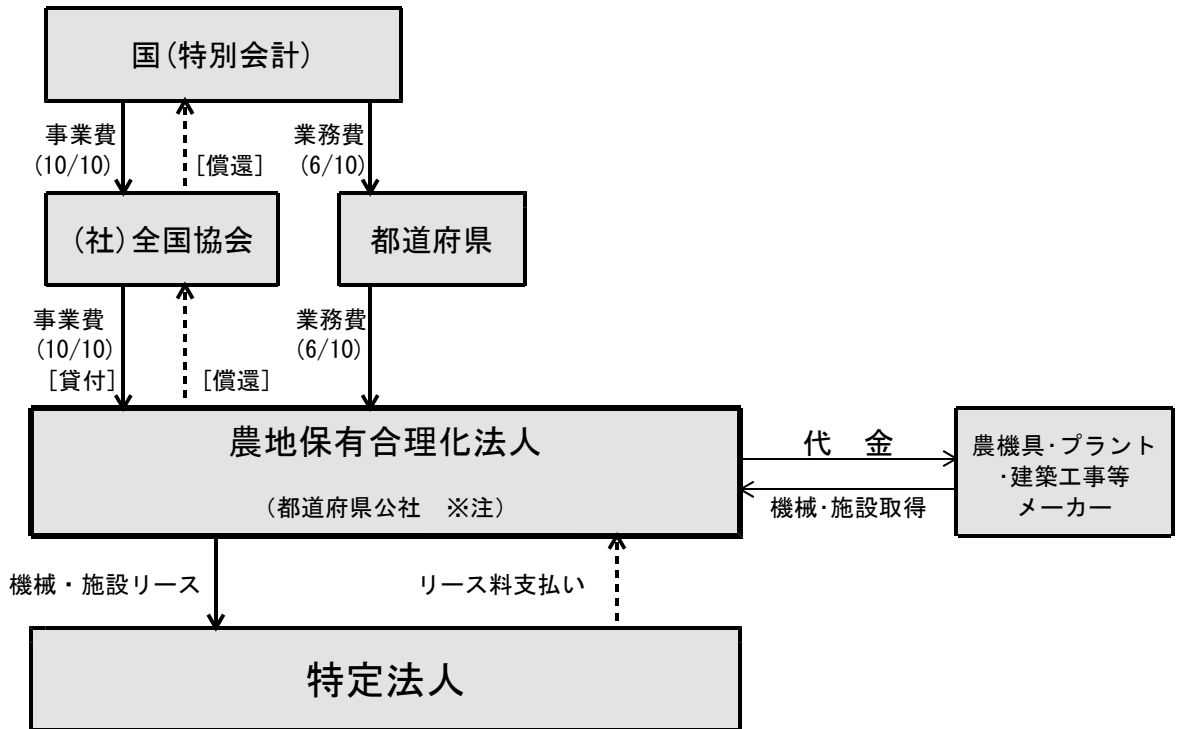 国(特別会計)
事業費
(10/10)
[償還]
業務費
(6/10)
(社)全国協会
都道府県
事業費
(10/10)
[貸付]
[償還]
業務費
(6/10)
農地保有合理化法人
(都道府県公社　※注)
代　金
機械・施設取得
農機具・プラント
・建築工事等
メーカー
機械・施設リース
リース料支払い
特定法人